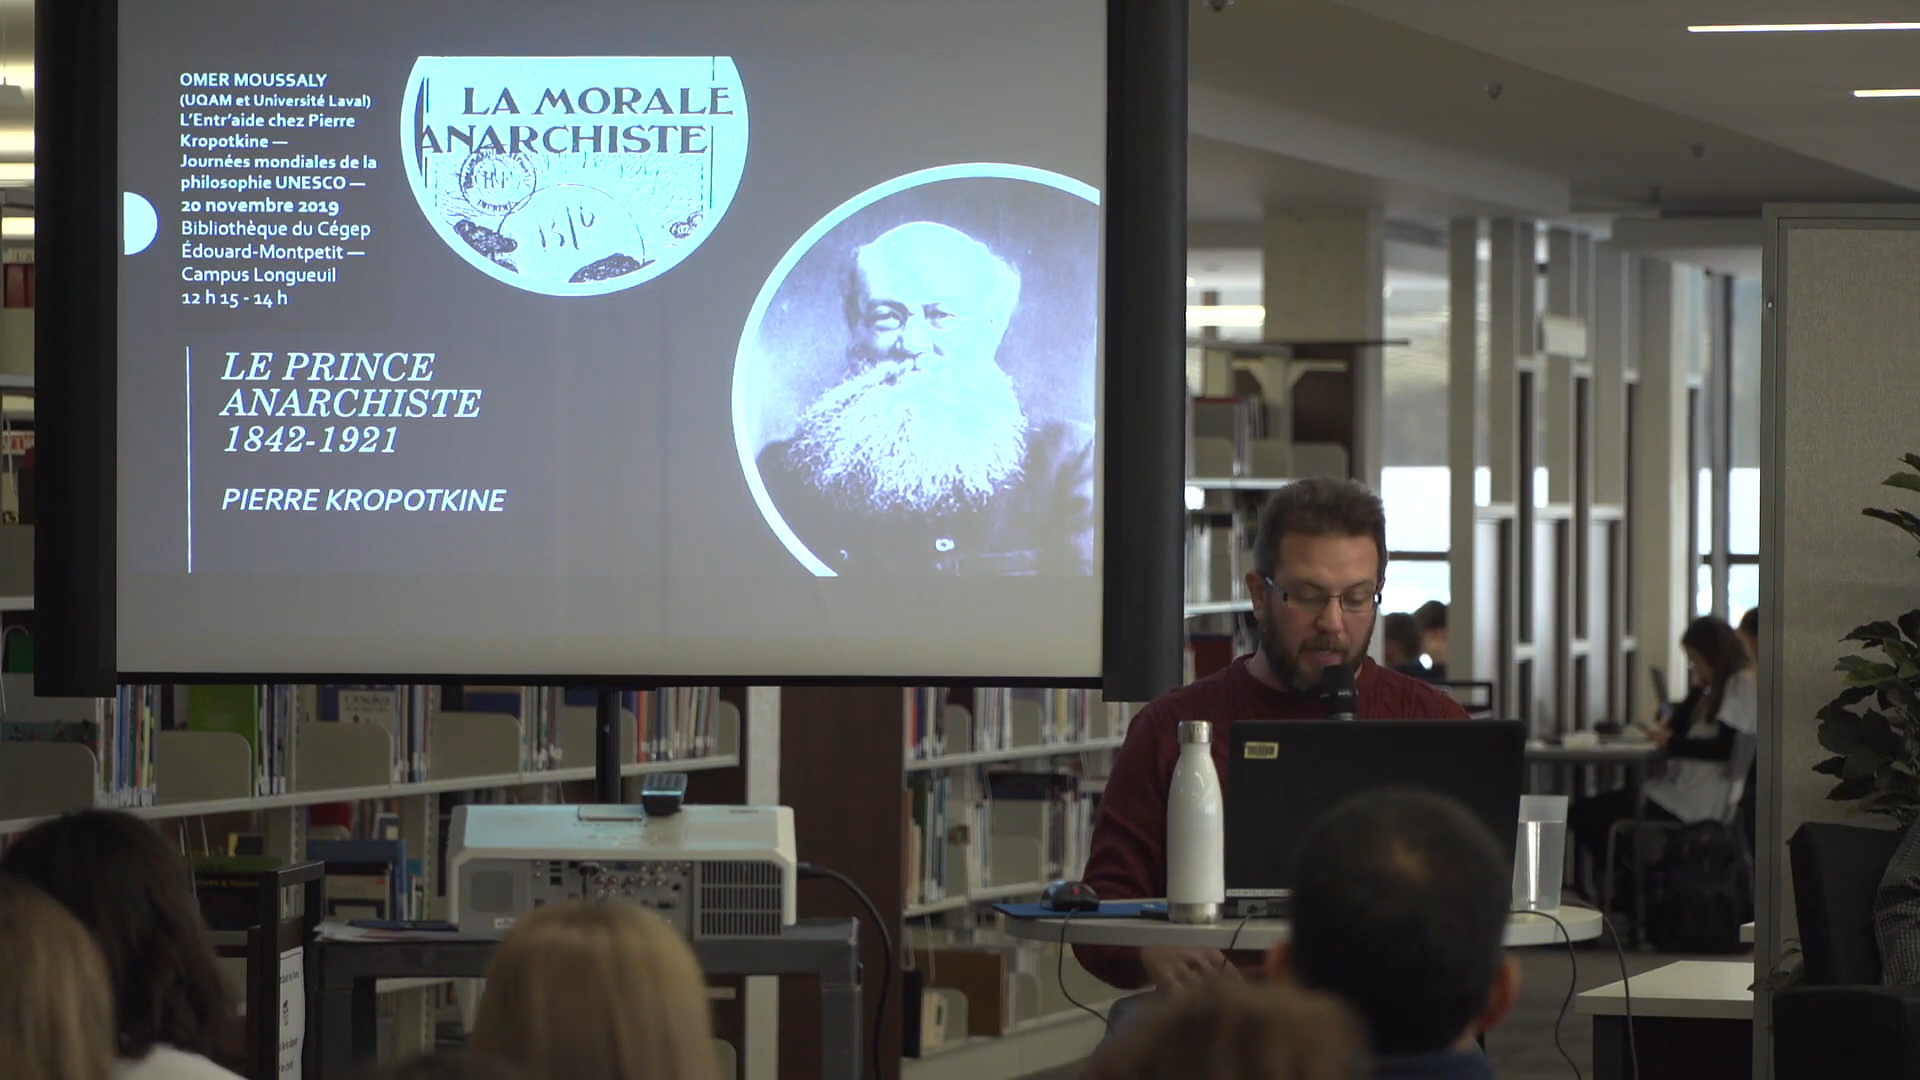 OMER MOUSSALY
(UQAM et Université Laval)
L'Entr'aide chez Pierre
Kropotkine —
Journées mondiales de la
philosophie UNESCO —
20 novembre 2019
Bibliothèque du Cégep
Édouard-Montpetit —
Campus Longueuil
12 h 15 - 14 h
LA MORALE
ANARCHISTE
LE PRINCE
ANARCHISTE
1842-1921
PIERRE KROPOTKINE